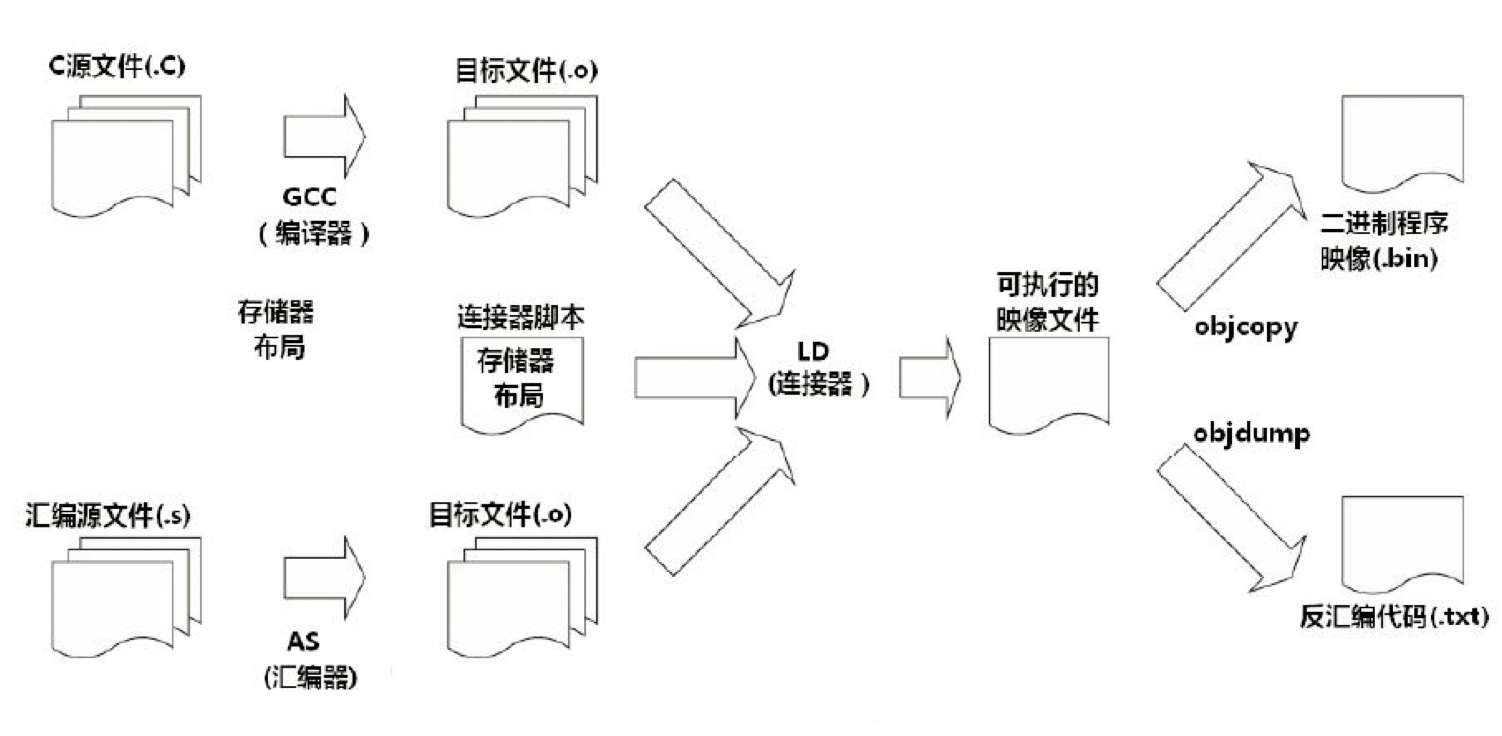 C源文件(.C)
目标文件(.o)
GCC
（编译器）
二进制程序
映像(.bin)
存储器
布局
连接器脚本
存储器
布局
LD
(连接器）
可执行的
映像文件
objcopy
objdump
汇编源文件(.s)
目标文件(.o)
AS
(汇编器)
反汇编代码(.txt)